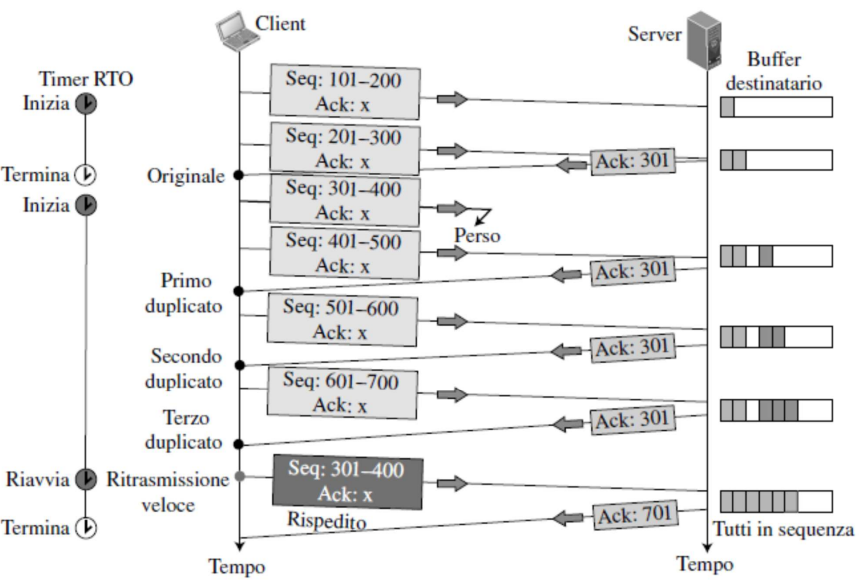 Client
Server
Timer RTO
Buffer
destinatario
Inizia
Seq: 101–200
Ack: x
Seq: 201–300
Ack: x
Ack: 301
Termina
Originale
Inizia
Seq: 301–400
Ack: x
Perso
Seq: 401–500
Ack: x
Ack: 301
Primo
duplicato
Seq: 501–600
Ack: x
Ack: 301
Secondo
duplicato
Seq: 601–700
Ack: x
Ack: 301
Terzo
duplicato
Riavvia
Ritrasmissione
veloce
Seq: 301–400
Ack: x
Rispedito
Ack: 701
Tutti in sequenza
Termina
Tempo
Tempo